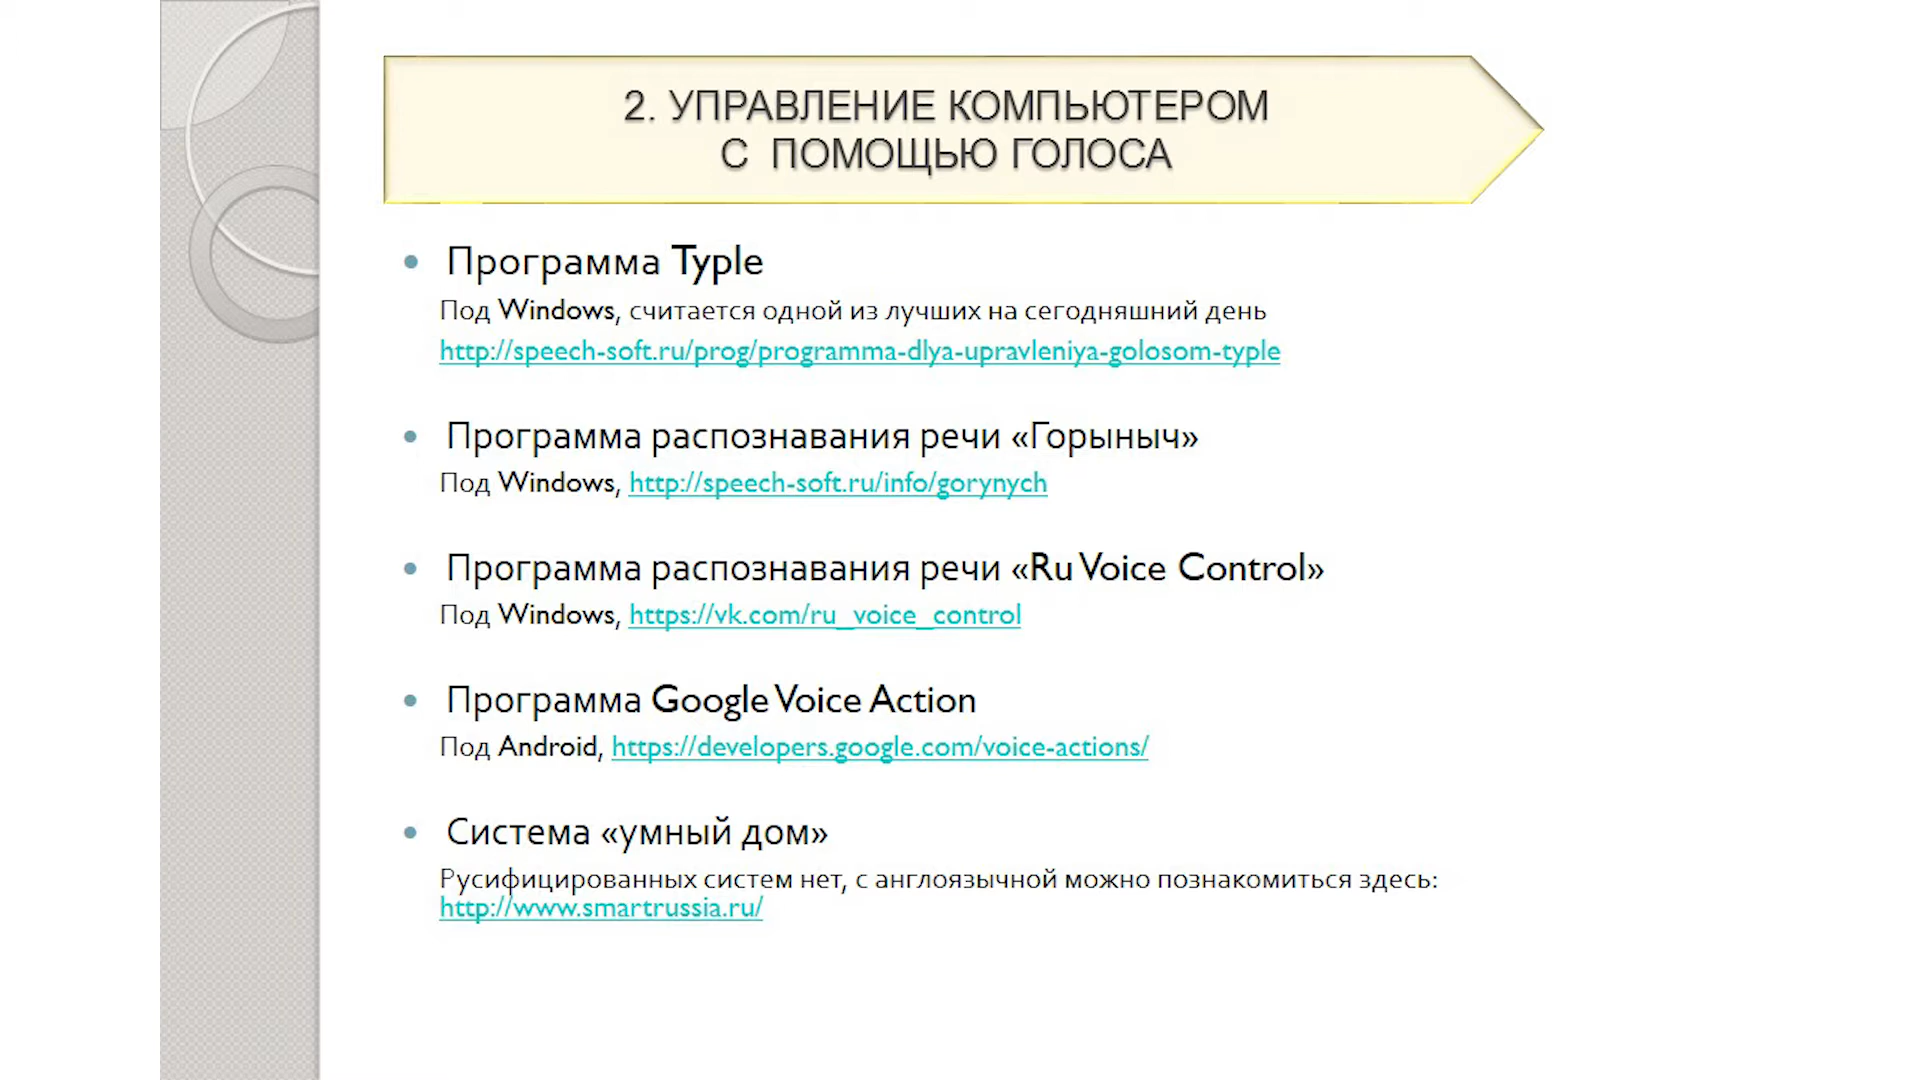 2. УПРАВЛЕНИЕ КОМПЬЮТЕРОМ
С ПОМОЩЬЮ ГОЛОСА
• Программа Typle
Под Windows, считается одной из лучших на сегодняшний день
http://speech-soft.ru/prog/programma-dlya-upravleniya-golosom-typle
• Программа распознавания речи «Горыныч»
Под Windows, http://speech-soft.ru/info/gorynych
• Программа распознавания речи «Ru Voice Control»
Под Windows, https://vk.com/ru_voice_control
• Программа Google Voice Action
Под Android, https://developers.google.com/voice-actions/
• Система «умный дом»
Русифицированных систем нет, с англоязычной можно познакомиться здесь:
http://www.smartrussia.ru/